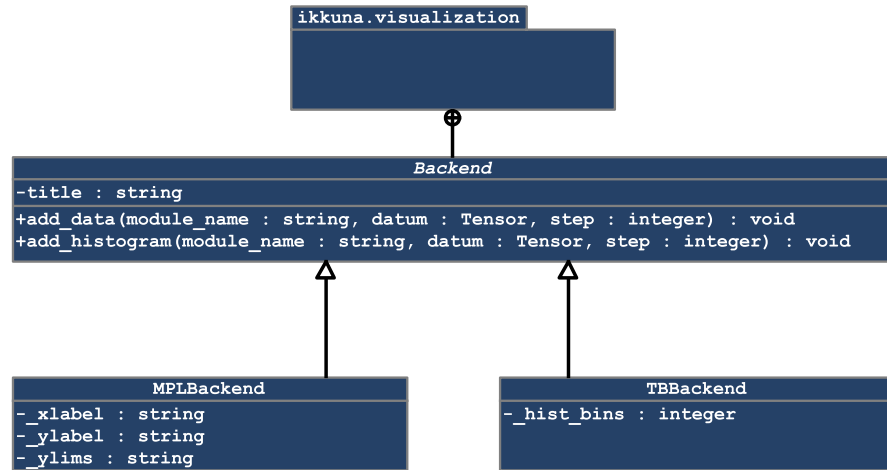 ikkuna.visualization
Backend
-title : string
+add_data(module_name : string, datum : Tensor, step : integer) : void
+add_histogram(module_name : string, datum : Tensor, step : integer) : void
MPLBackend
-_xlabel : string
-_ylabel : string
-_ylims : string
TBBackend
-_hist_bins : integer